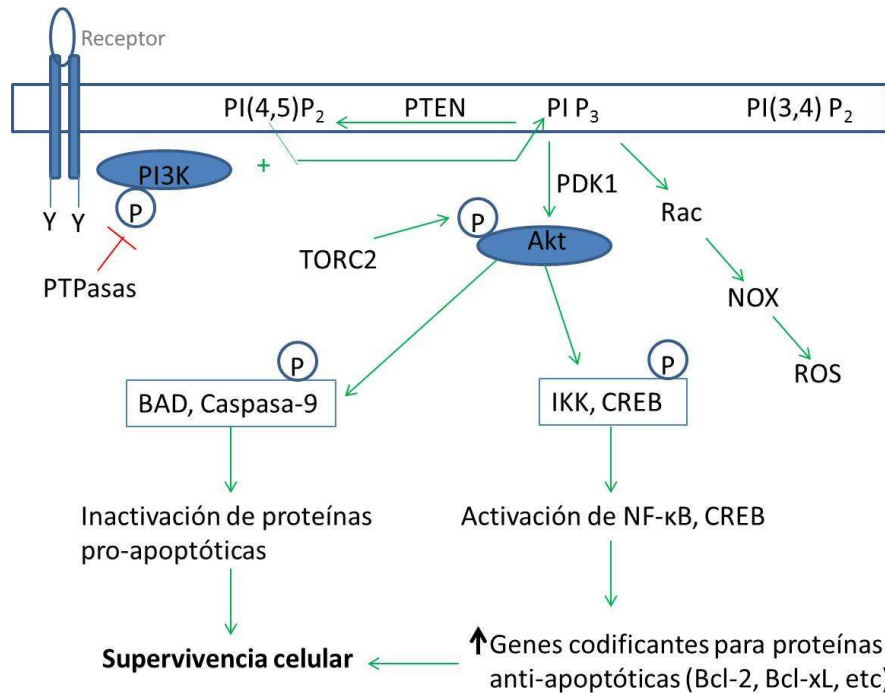 Receptor
PI(4,5)P₂
PTEN
PI P₃
PI(3,4) P₂
PI3K
+
P
Y Y
PTPasas
PDK1
Rac
P
Akt
TORC2
NOX
ROS
P
BAD, Caspasa-9
P
IKK, CREB
Inactivación de proteínas
pro-apoptóticas
Activación de NF-κB, CREB
Supervivencia celular
Genes codificantes para proteínas
anti-apoptóticas (Bcl-2, Bcl-xL, etc)